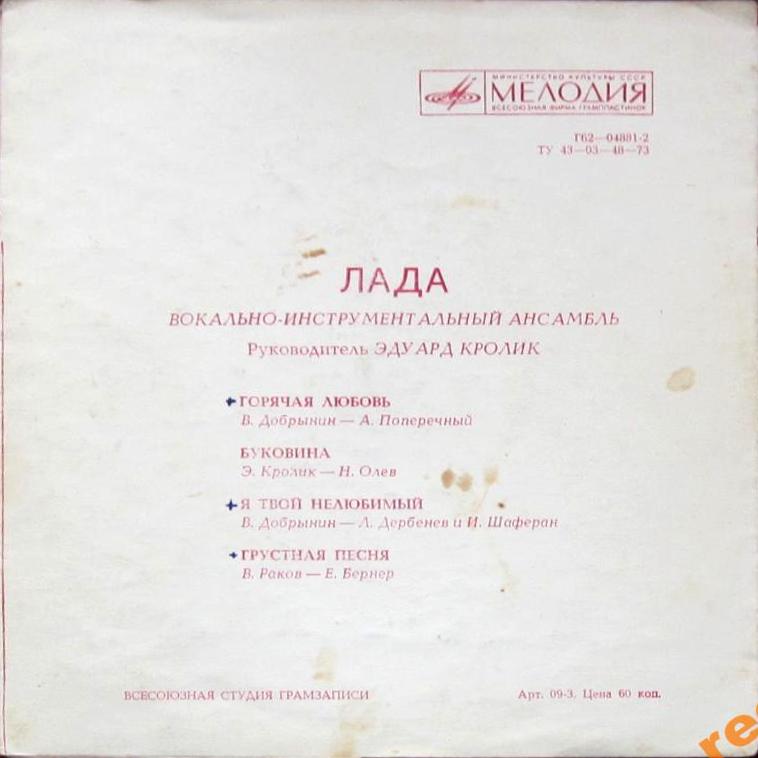 МИНИСТЕРСТВО КУЛЬТУРЫ СССР
МЕЛОДИЯ
ВСЕСОЮЗНАЯ ФИРМА ГРАМПЛАСТИНОК
Г62—04881-2
ТУ 43—03—48—73
ЛАДА
ВОКАЛЬНО-ИНСТРУМЕНТАЛЬНЫЙ АНСАМБЛЬ
Руководитель ЭДУАРД КРОЛИК
+ГОРЯЧАЯ ЛЮБОВЬ
В. Добрынин — А. Поперечный
БУКОВИНА
Э. Кролик — Н. Олев
+Я ТВОЙ НЕЛЮБИМЫЙ
В. Добрынин — Л. Дербенев и И. Шаферан
+ГРУСТНАЯ ПЕСНЯ
В. Раков — Е. Бернер
ВСЕСОЮЗНАЯ СТУДИЯ ГРАМЗАПИСИ
Арт. 09-3. Цена 60 коп.